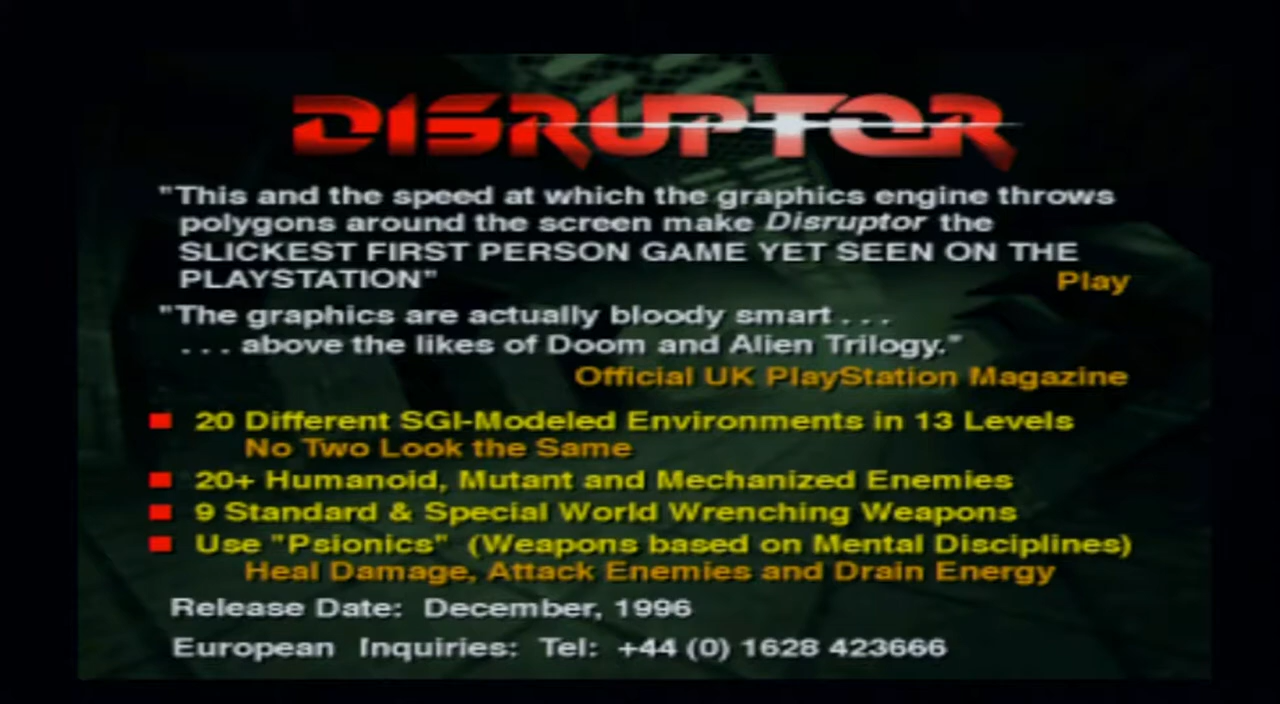 DISRUPTOR
"This and the speed at which the graphics engine throws
polygons around the screen make Disruptor the
SLICKEST FIRST PERSON GAME YET SEEN ON THE
PLAYSTATION"
Play
"The graphics are actually bloody smart . . .
. . . above the likes of Doom and Alien Trilogy."
Official UK PlayStation Magazine
20 Different SGI-Modeled Environments in 13 Levels
No Two Look the Same
20+ Humanoid, Mutant and Mechanized Enemies
9 Standard & Special World Wrenching Weapons
Use "Psionics" (Weapons based on Mental Disciplines)
Heal Damage, Attack Enemies and Drain Energy
Release Date: December, 1996
European Inquiries: Tel: +44 (0) 1628 423666